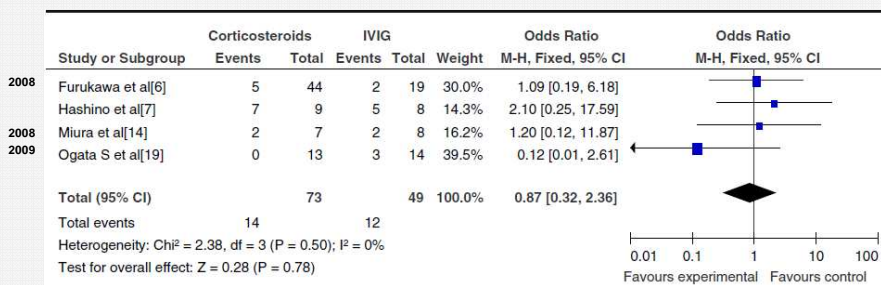 Corticosteroids IVIG Odds Ratio Odds Ratio
Study or Subgroup Events Total Events Total Weight M-H, Fixed, 95% CI M-H, Fixed, 95% CI
2008 Furukawa et al[6] 5 44 2 19 30.0% 1.09 [0.19, 6.18]
Hashino et al[7] 7 9 5 8 14.3% 2.10 [0.25, 17.59]
2008 Miura et al[14] 2 7 2 8 16.2% 1.20 [0.12, 11.87]
2009 Ogata S et al[19] 0 13 3 14 39.5% 0.12 [0.01, 2.61]
Total (95% CI) 73 49 100.0% 0.87 [0.32, 2.36]
Total events 14 12
Heterogeneity: Chi² = 2.38, df = 3 (P = 0.50); I² = 0%
Test for overall effect: Z = 0.28 (P = 0.78)
0.01 0.1 1 10 100
Favours experimental Favours control